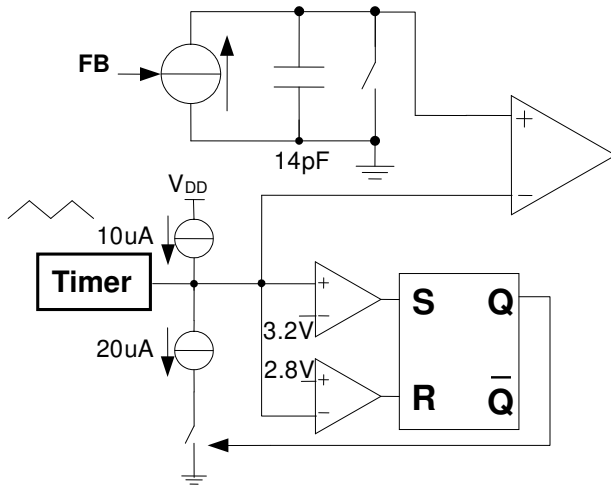 FB
14pF
+
−
VDD
10uA
Timer
20uA
+
−
3.2V
2.8V
+
−
S Q
R Q̅